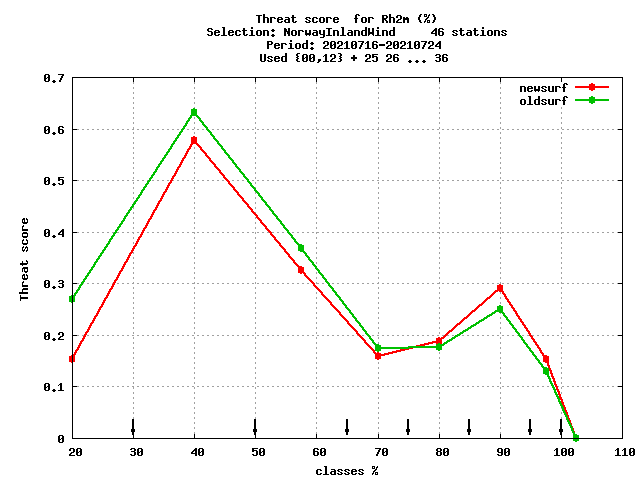 Threat score  for Rh2m (%)
Selection: NorwayInlandWind     46 stations
Period: 20210716-20210724
Used {00,12} + 25 26 ... 36
newsurf
oldsurf
0.7
0.6
0.5
0.4
0.3
0.2
0.1
0
Threat score
20 30 40 50 60 70 80 90 100 110
classes %